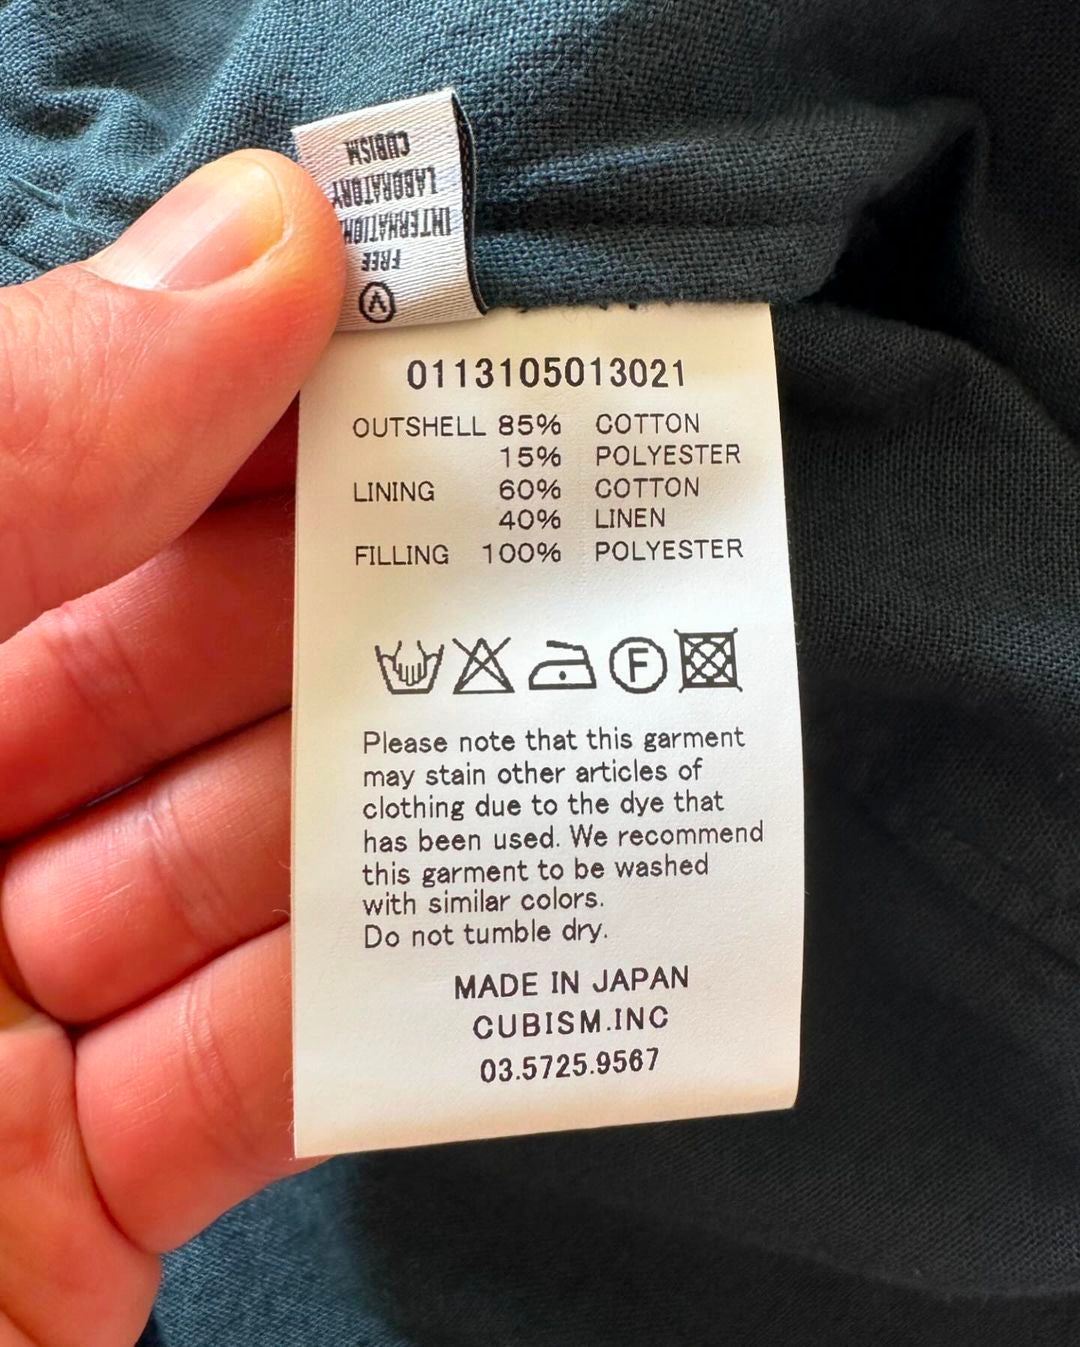 CUBISM
LABORATORY
INTERNATION
FREE
0113105013021
OUTSHELL 85% COTTON
15% POLYESTER
LINING 60% COTTON
40% LINEN
FILLING 100% POLYESTER
F
Please note that this garment
may stain other articles of
clothing due to the dye that
has been used. We recommend
this garment to be washed
with similar colors.
Do not tumble dry.
MADE IN JAPAN
CUBISM.INC
03.5725.9567